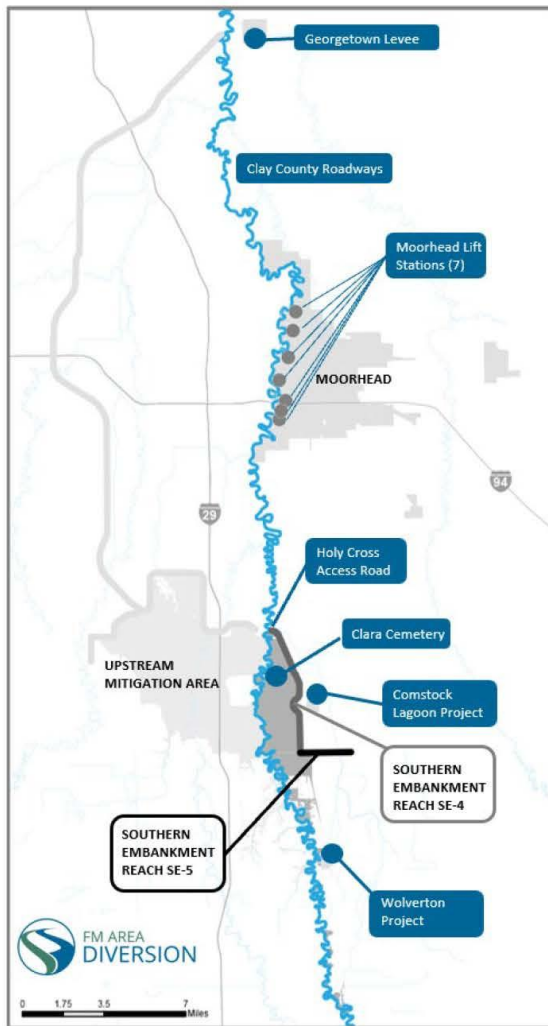 Georgetown Levee
Clay County Roadways
Moorhead Lift
Stations (7)
MOORHEAD
94
29
Holy Cross
Access Road
Clara Cemetery
UPSTREAM
MITIGATION AREA
Comstock
Lagoon Project
SOUTHERN
EMBANKMENT
REACH SE-4
SOUTHERN
EMBANKMENT
REACH SE-5
Wolverton
Project
FM AREA
DIVERSION
0 1.75 3.5 7
Miles